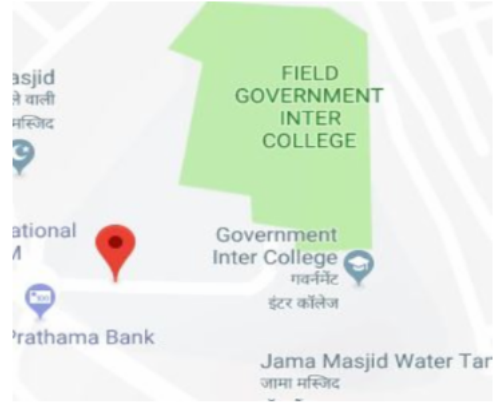 FIELD
GOVERNMENT
INTER
COLLEGE
asjid
ले वाली
मस्जिद
ational
M
Government
Inter College
गवर्नमेंट
इंटर कॉलेज
Prathama Bank
Jama Masjid Water Tan
जामा मस्जिद